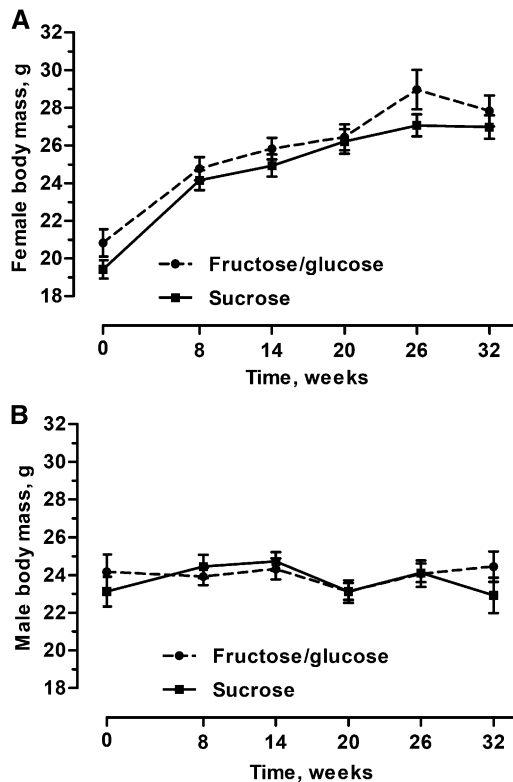 A
Female body mass, g
32
30
28
26
24
22
20
18
Fructose/glucose
Sucrose
0 8 14 20 26 32
Time, weeks
B
Male body mass, g
32
30
28
26
24
22
20
18
Fructose/glucose
Sucrose
0 8 14 20 26 32
Time, weeks